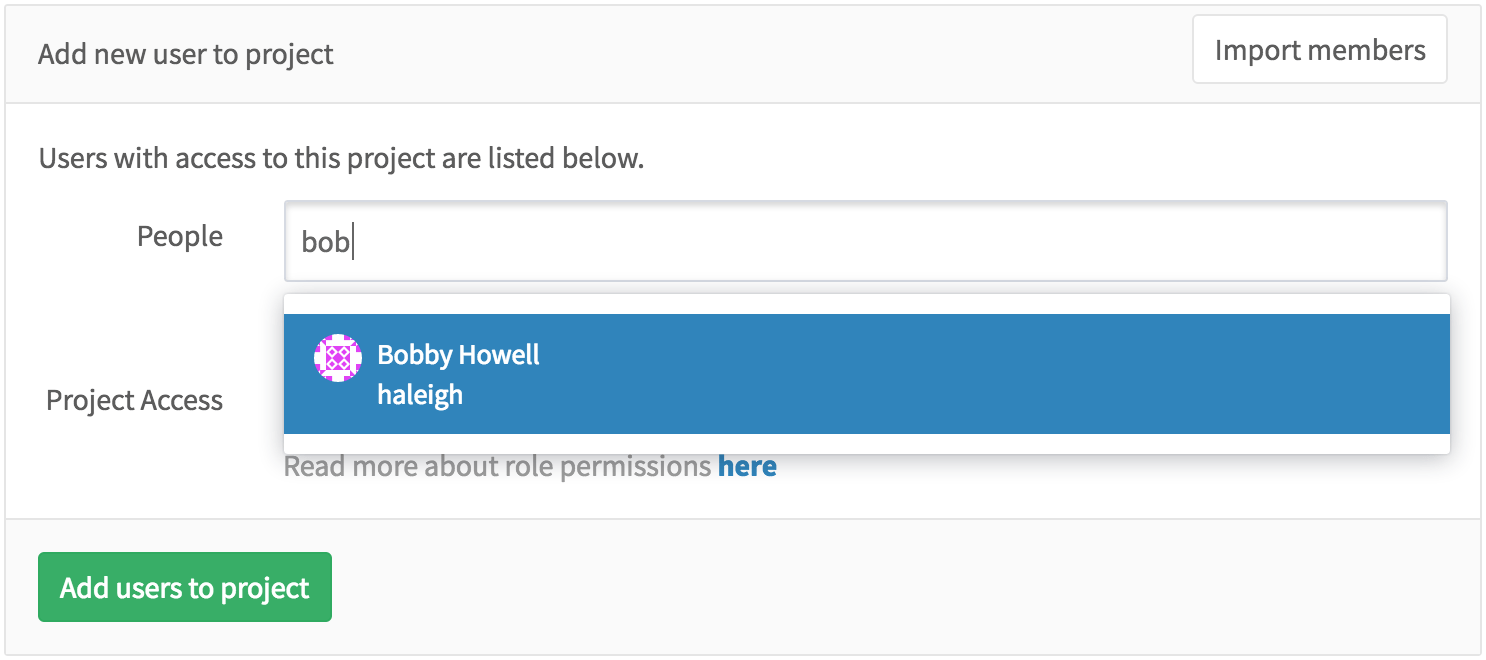 Add new user to project
Import members
Users with access to this project are listed below.
People
bob
Bobby Howell
haleigh
Project Access
Read more about role permissions here
Add users to project